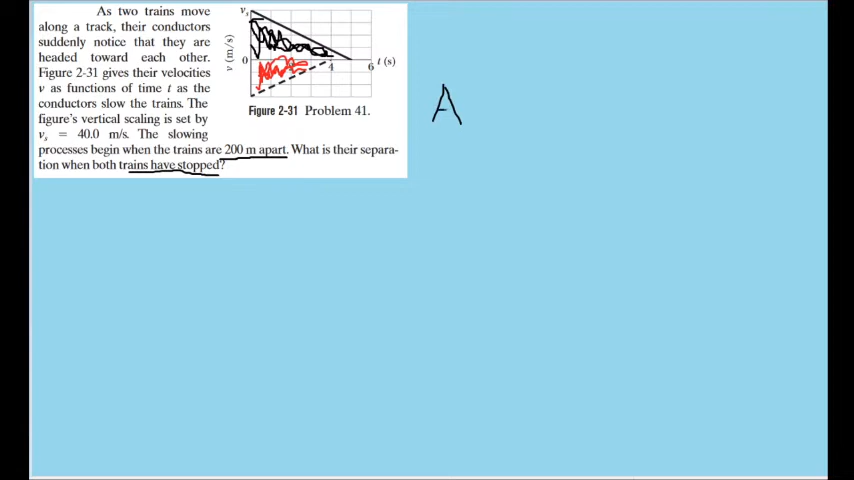 As two trains move
along a track, their conductors
suddenly notice that they are
headed toward each other.
Figure 2-31 gives their velocities
v as functions of time t as the
conductors slow the trains. The
figure's vertical scaling is set by
vs = 40.0 m/s. The slowing
processes begin when the trains are 200 m apart. What is their separa-
tion when both trains have stopped?
vs
v (m/s)
0
4
6
t (s)
Figure 2-31 Problem 41.
A